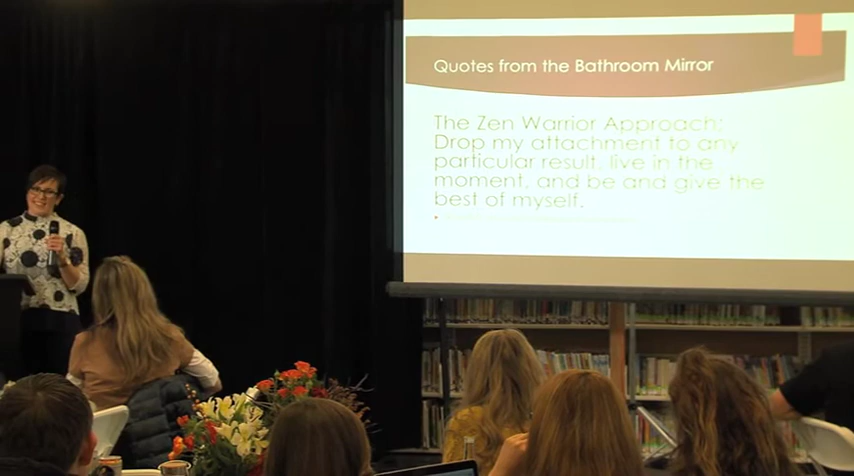 Quotes from the Bathroom Mirror
The Zen Warrior Approach:
Drop my attachment to any
particular result, live in the
moment, and be and give the
best of myself.